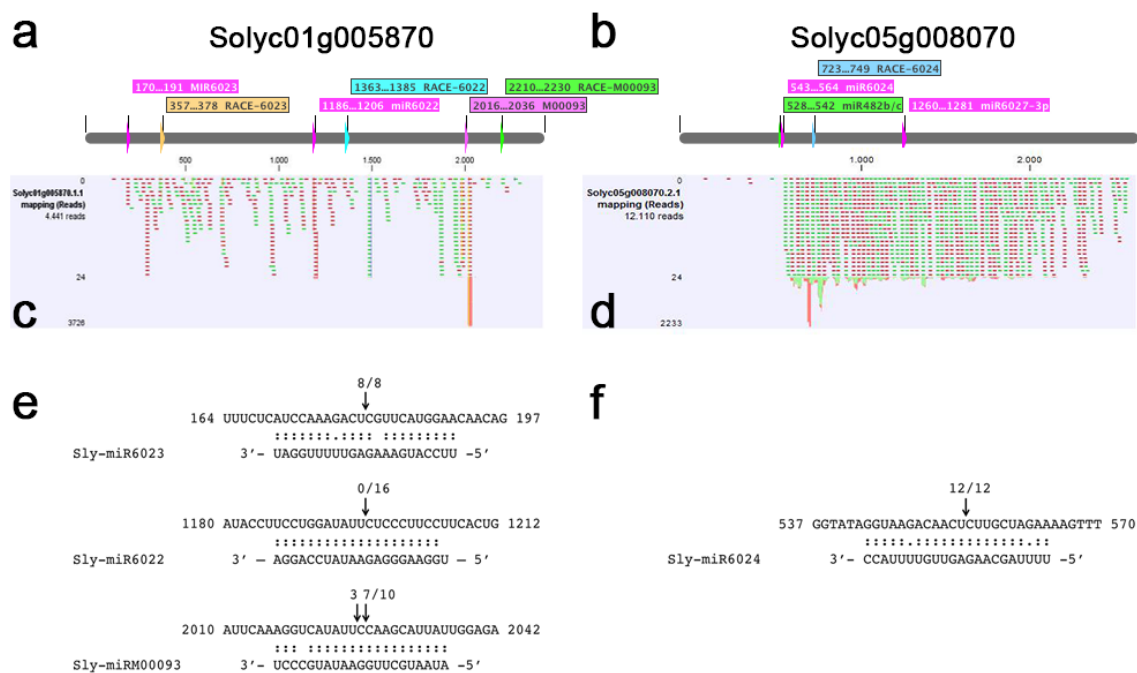 a
Solyc01g005870
170...191 MIR6023
1363...1385 RACE-6022
2210...2230 RACE-M00093
357...378 RACE-6023
1186...1206 miR6022
2016...2036 M00093
500
1.000
1.500
2.000
0
Solyc01g005870.1.1
mapping (Reads)
4.441 reads
24
c
3726
b
Solyc05g008070
723...749 RACE-6024
543...564 miR6024
528...542 miR482b/c
1260...1281 miR6027-3p
1.000
2.000
0
Solyc05g008070.2.1
mapping (Reads)
12.110 reads
24
d
2233
e
8/8
164 UUUCUCAUCCAAAGACUCGUUCAUGGAACAACAG 197
:::::::.:::: :::::::::
Sly-miR6023 3’- UAGGUUUUUGAGAAAGUACCUU -5’
0/16
1180 AUACCUUCCUGGAUAUUCUCCCUUCCUUCACUG 1212
::::::::::::::::::::
Sly-miR6022 3’ – AGGACCUAUAAGAGGGAAGGU – 5’
3 7/10
2010 AUUCAAAGGUCAUAUUCCAAGCAUUAUUGGAGA 2042
:::: :::::::::::::::::
Sly-miRM00093 3’- UCCCGUAUAAGGUUCGUAAUA -5’
f
12/12
537 GGUAUAGGUAAGACAACUCUUGCUAGAAAAGUUU 570
:::::.::::::::::::::.::
Sly-miR6024 3’- CCAUUUUGUUGAGAACGAUUUU -5’